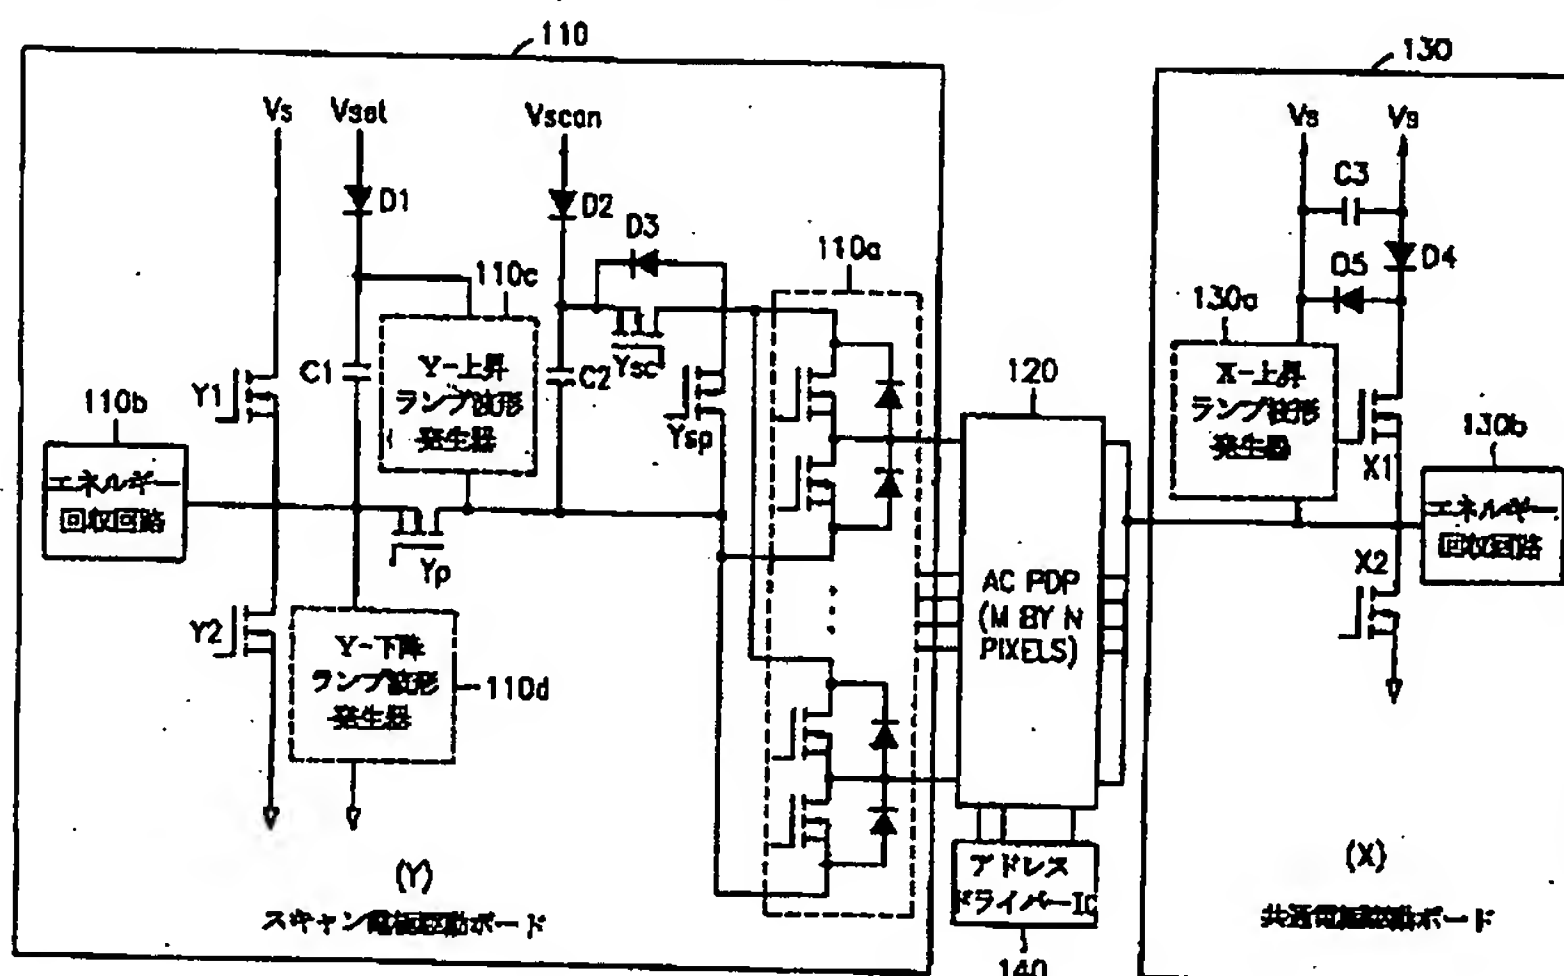 110
130
Vs
Vset
Vscan
Vs
Vs
C3
D1
D2
D3
110a
D5
D4
110c
130a
Y-上昇
ランプ波形
発生器
C1
C2
Ysc
Ysp
Y1
110b
エネルギー
回収回路
Yp
120
X-上昇
ランプ波形
発生器
X1
130b
エネルギー
回収回路
X2
AC PDP
(M BY N
PIXELS)
Y2
Y-下降
ランプ波形
発生器
110d
(Y)
スキャン電極駆動ボード
アドレス
ドライバーIC
140
(X)
共通電極駆動ボード